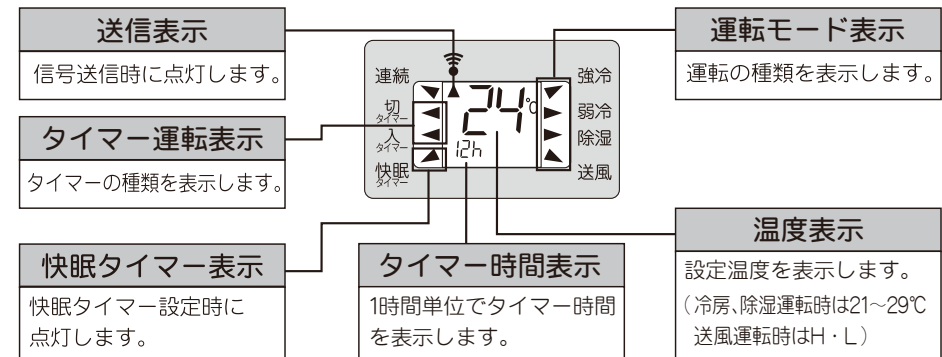 送信表示
信号送信時に点灯します。
タイマー運転表示
タイマーの種類を表示します。
快眠タイマー表示
快眠タイマー設定時に
点灯します。
連続
切
タイマー
入
タイマー
快眠
タイマー
24℃
12h
強冷
弱冷
除湿
送風
タイマー時間表示
1時間単位でタイマー時間
を表示します。
運転モード表示
運転の種類を表示します。
温度表示
設定温度を表示します。
(冷房、除湿運転時は21〜29℃
送風運転時はH・L)